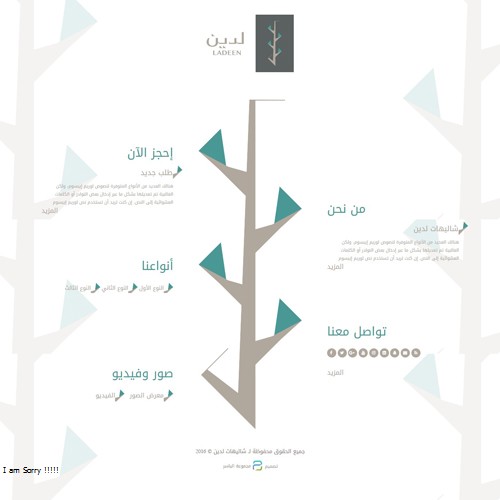 لدين
LADEEN
إحجز الآن
طلب جديد
هنالك العديد من الأنواع المتوفرة لنصوص لوريم إيبسوم، ولكن
الغالبية تم تعديلها بشكل ما عبر إدخال بعض النوادر أو الكلمات
العشوائية إلى النص. إن كنت تريد أن تستخدم نص لوريم إيبسوم
المزيد
من نحن
شاليهات لدين
هنالك العديد من الأنواع المتوفرة لنصوص لوريم إيبسوم، ولكن
الغالبية تم تعديلها بشكل ما عبر إدخال بعض النوادر أو الكلمات
العشوائية إلى النص. إن كنت تريد أن تستخدم نص لوريم إيبسوم
المزيد
أنواعنا
النوع الأول النوع الثاني النوع الثالث
تواصل معنا
المزيد
صور وفيديو
معرض الصور الفيديو
جميع الحقوق محفوظة لـ شاليهات لدين © 2016
تصميم مجموعة الياسر
I am Sorry !!!!!